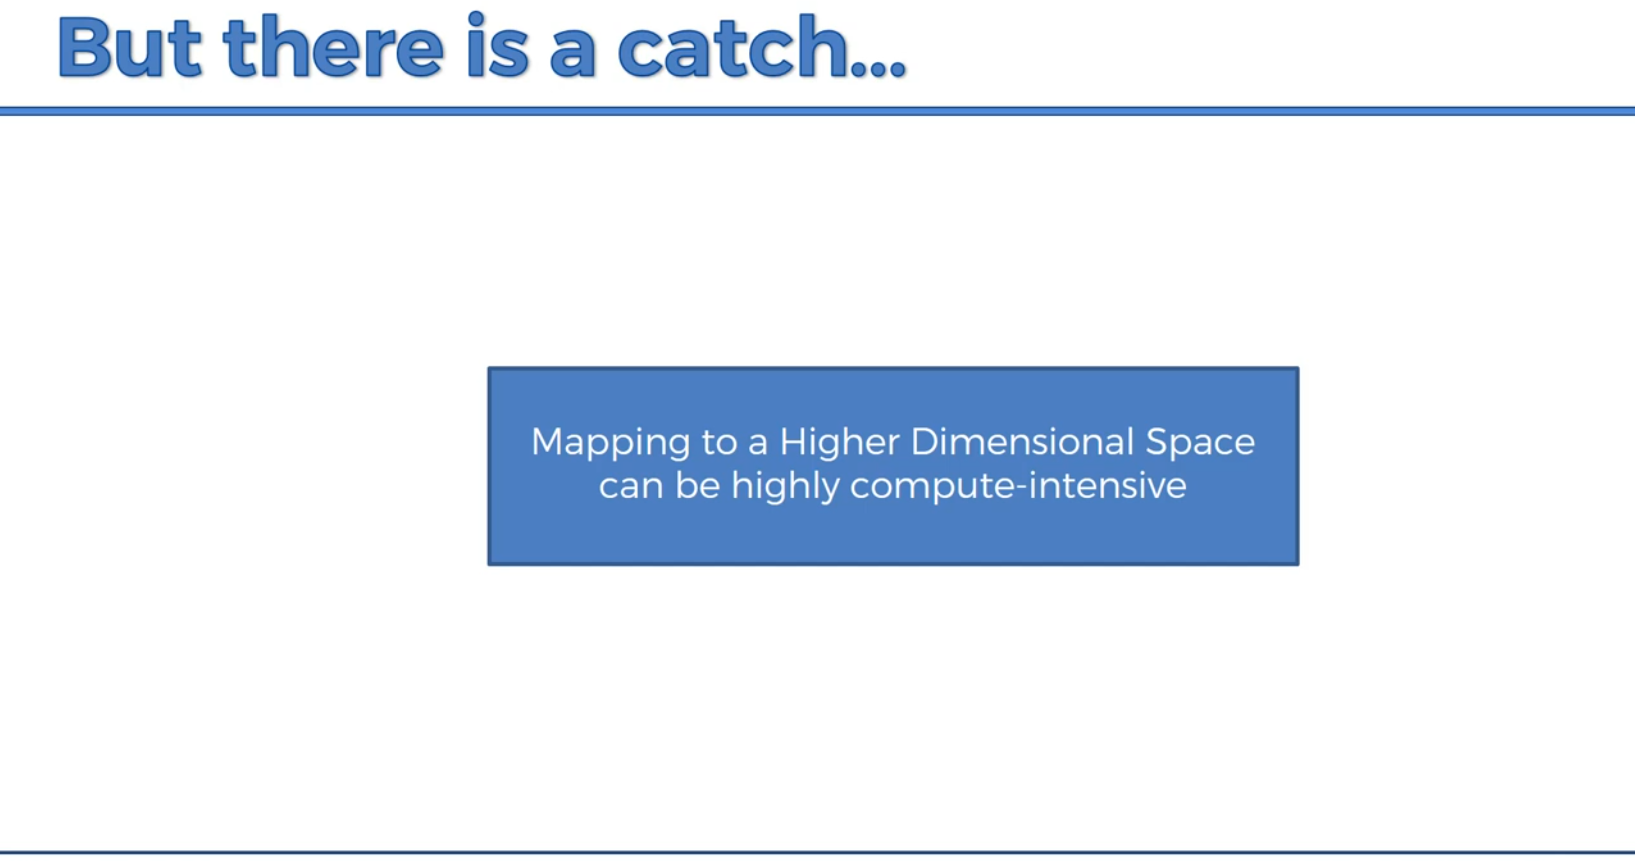 But there is a catch...
Mapping to a Higher Dimensional Space
can be highly compute-intensive